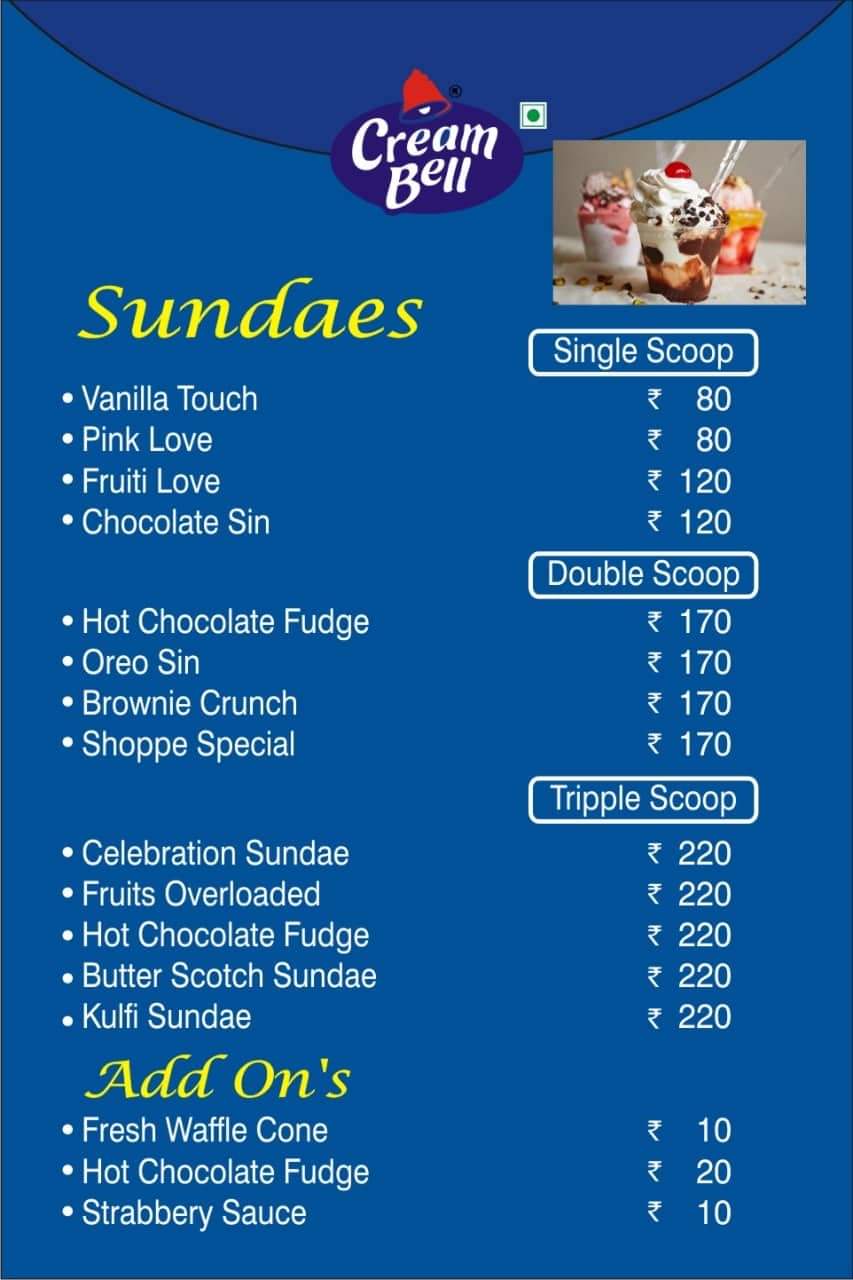 Cream
Bell
®
Sundaes
Single Scoop
• Vanilla Touch ₹ 80
• Pink Love ₹ 80
• Fruiti Love ₹ 120
• Chocolate Sin ₹ 120
Double Scoop
• Hot Chocolate Fudge ₹ 170
• Oreo Sin ₹ 170
• Brownie Crunch ₹ 170
• Shoppe Special ₹ 170
Tripple Scoop
• Celebration Sundae ₹ 220
• Fruits Overloaded ₹ 220
• Hot Chocolate Fudge ₹ 220
• Butter Scotch Sundae ₹ 220
• Kulfi Sundae ₹ 220
Add On's
• Fresh Waffle Cone ₹ 10
• Hot Chocolate Fudge ₹ 20
• Strabbery Sauce ₹ 10